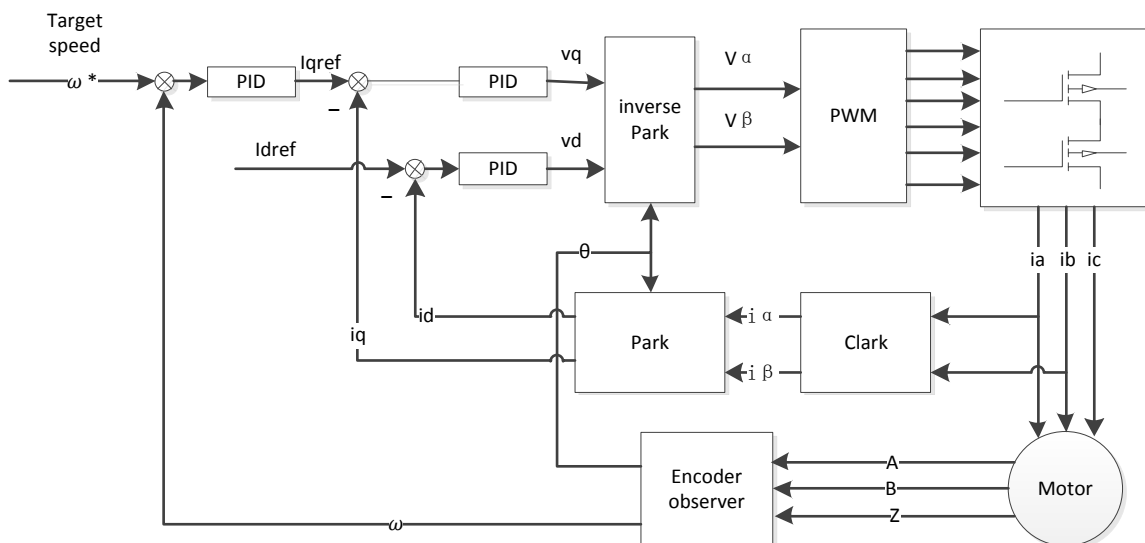 Target
speed
ω *
PID
Iqref
−
PID
vq
inverse
Park
V α
V β
PWM
Idref
−
PID
vd
θ
ia
ib
ic
id
iq
Park
i α
i β
Clark
Encoder
observer
A
B
Z
Motor
ω